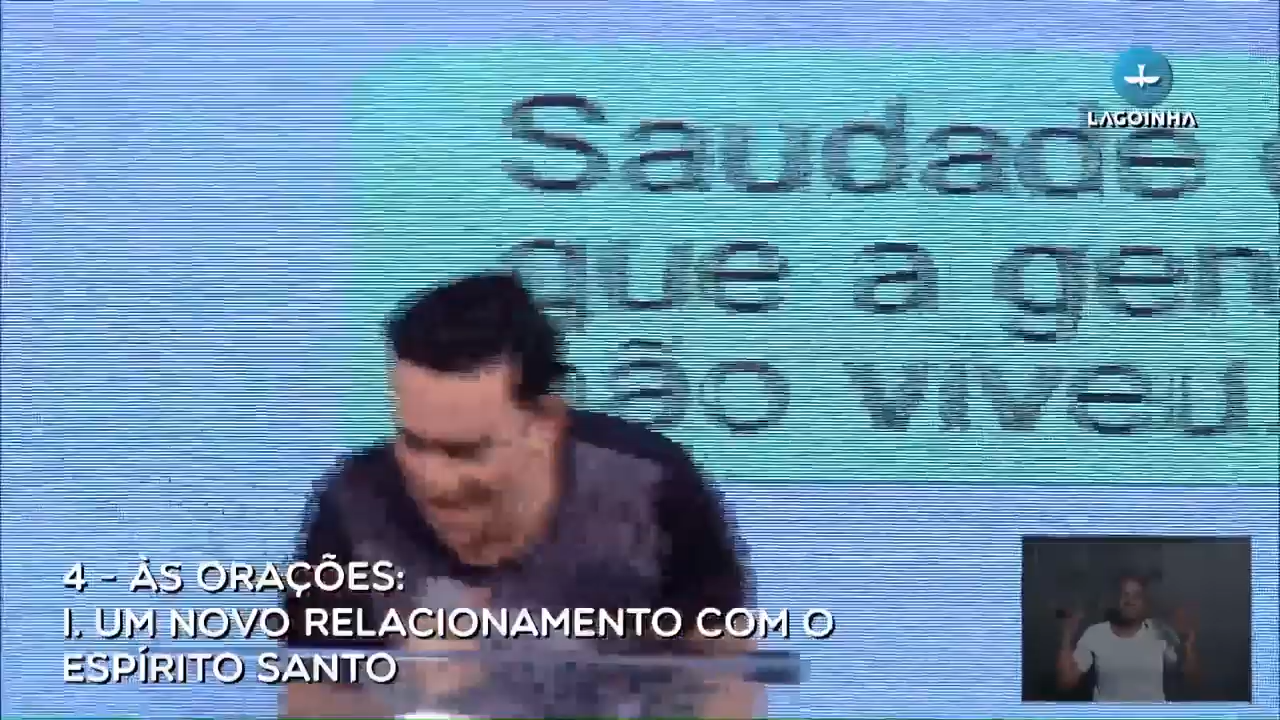 LAGOINHA
Saudade
que a gen
não viveu.
4 - ÀS ORAÇÕES:
I. UM NOVO RELACIONAMENTO COM O
ESPÍRITO SANTO